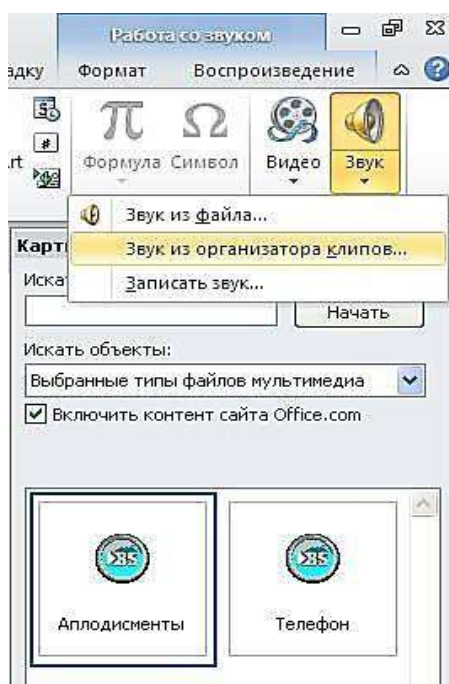 Работа со звуком
адку Формат Воспроизведение
rt Формула Символ Видео Звук
Звук из файла...
Карт Звук из организатора клипов...
Иска Записать звук...
Начать
Искать объекты:
Выбранные типы файлов мультимедиа
Включить контент сайта Office.com
Аплодисменты Телефон